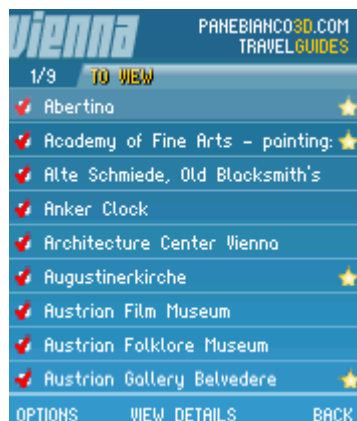 vienna
PANEBIANCO3D.COM
TRAVELGUIDES
1/9 TO VIEW
Abertina
Academy of Fine Arts - painting:
Alte Schmiede, Old Blacksmith's
Anker Clock
Architecture Center Vienna
Augustinerkirche
Austrian Film Museum
Austrian Folklore Museum
Austrian Gallery Belvedere
OPTIONS VIEW DETAILS BACK